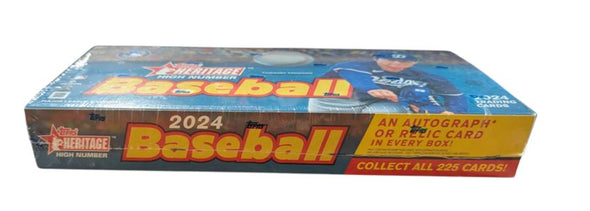 Topps
HERITAGE
HIGH NUMBER
Baseball
324
TRADING
CARDS
Topps
HERITAGE
HIGH NUMBER
2024
Baseball
AN AUTOGRAPH*
OR RELIC CARD
IN EVERY BOX!
COLLECT ALL 225 CARDS!